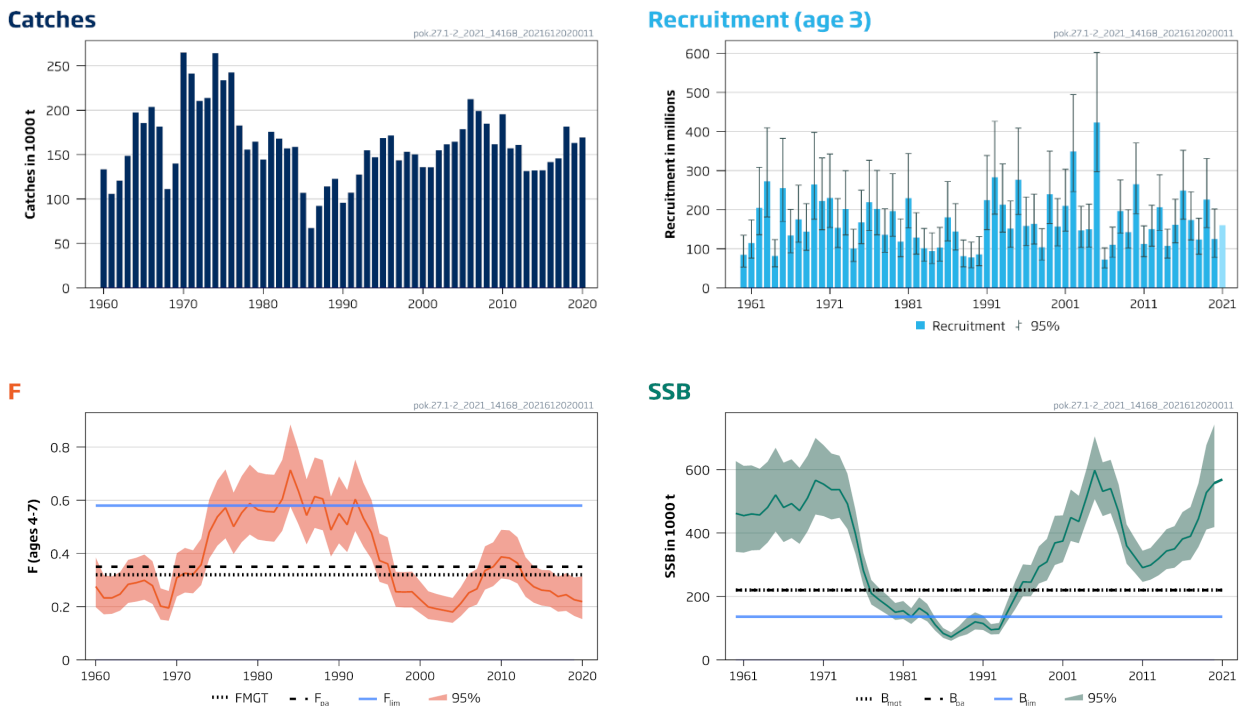 Catches
pok.27.1-2_2021_14168_2021612020011
Catches in 1000 t
250
200
150
100
50
0
1960 1970 1980 1990 2000 2010 2020
Recruitment (age 3)
pok.27.1-2_2021_14168_2021612020011
Recruitment in millions
600
500
400
300
200
100
0
1961 1971 1981 1991 2001 2011 2021
Recruitment 95%
F
pok.27.1-2_2021_14168_2021612020011
F (ages 4-7)
0.8
0.6
0.4
0.2
0
1960 1970 1980 1990 2000 2010 2020
FMGT Fpa Flim 95%
SSB
pok.27.1-2_2021_14168_2021612020011
SSB in 1000 t
600
400
200
0
1961 1971 1981 1991 2001 2011 2021
Bmgt Bpa Blim 95%